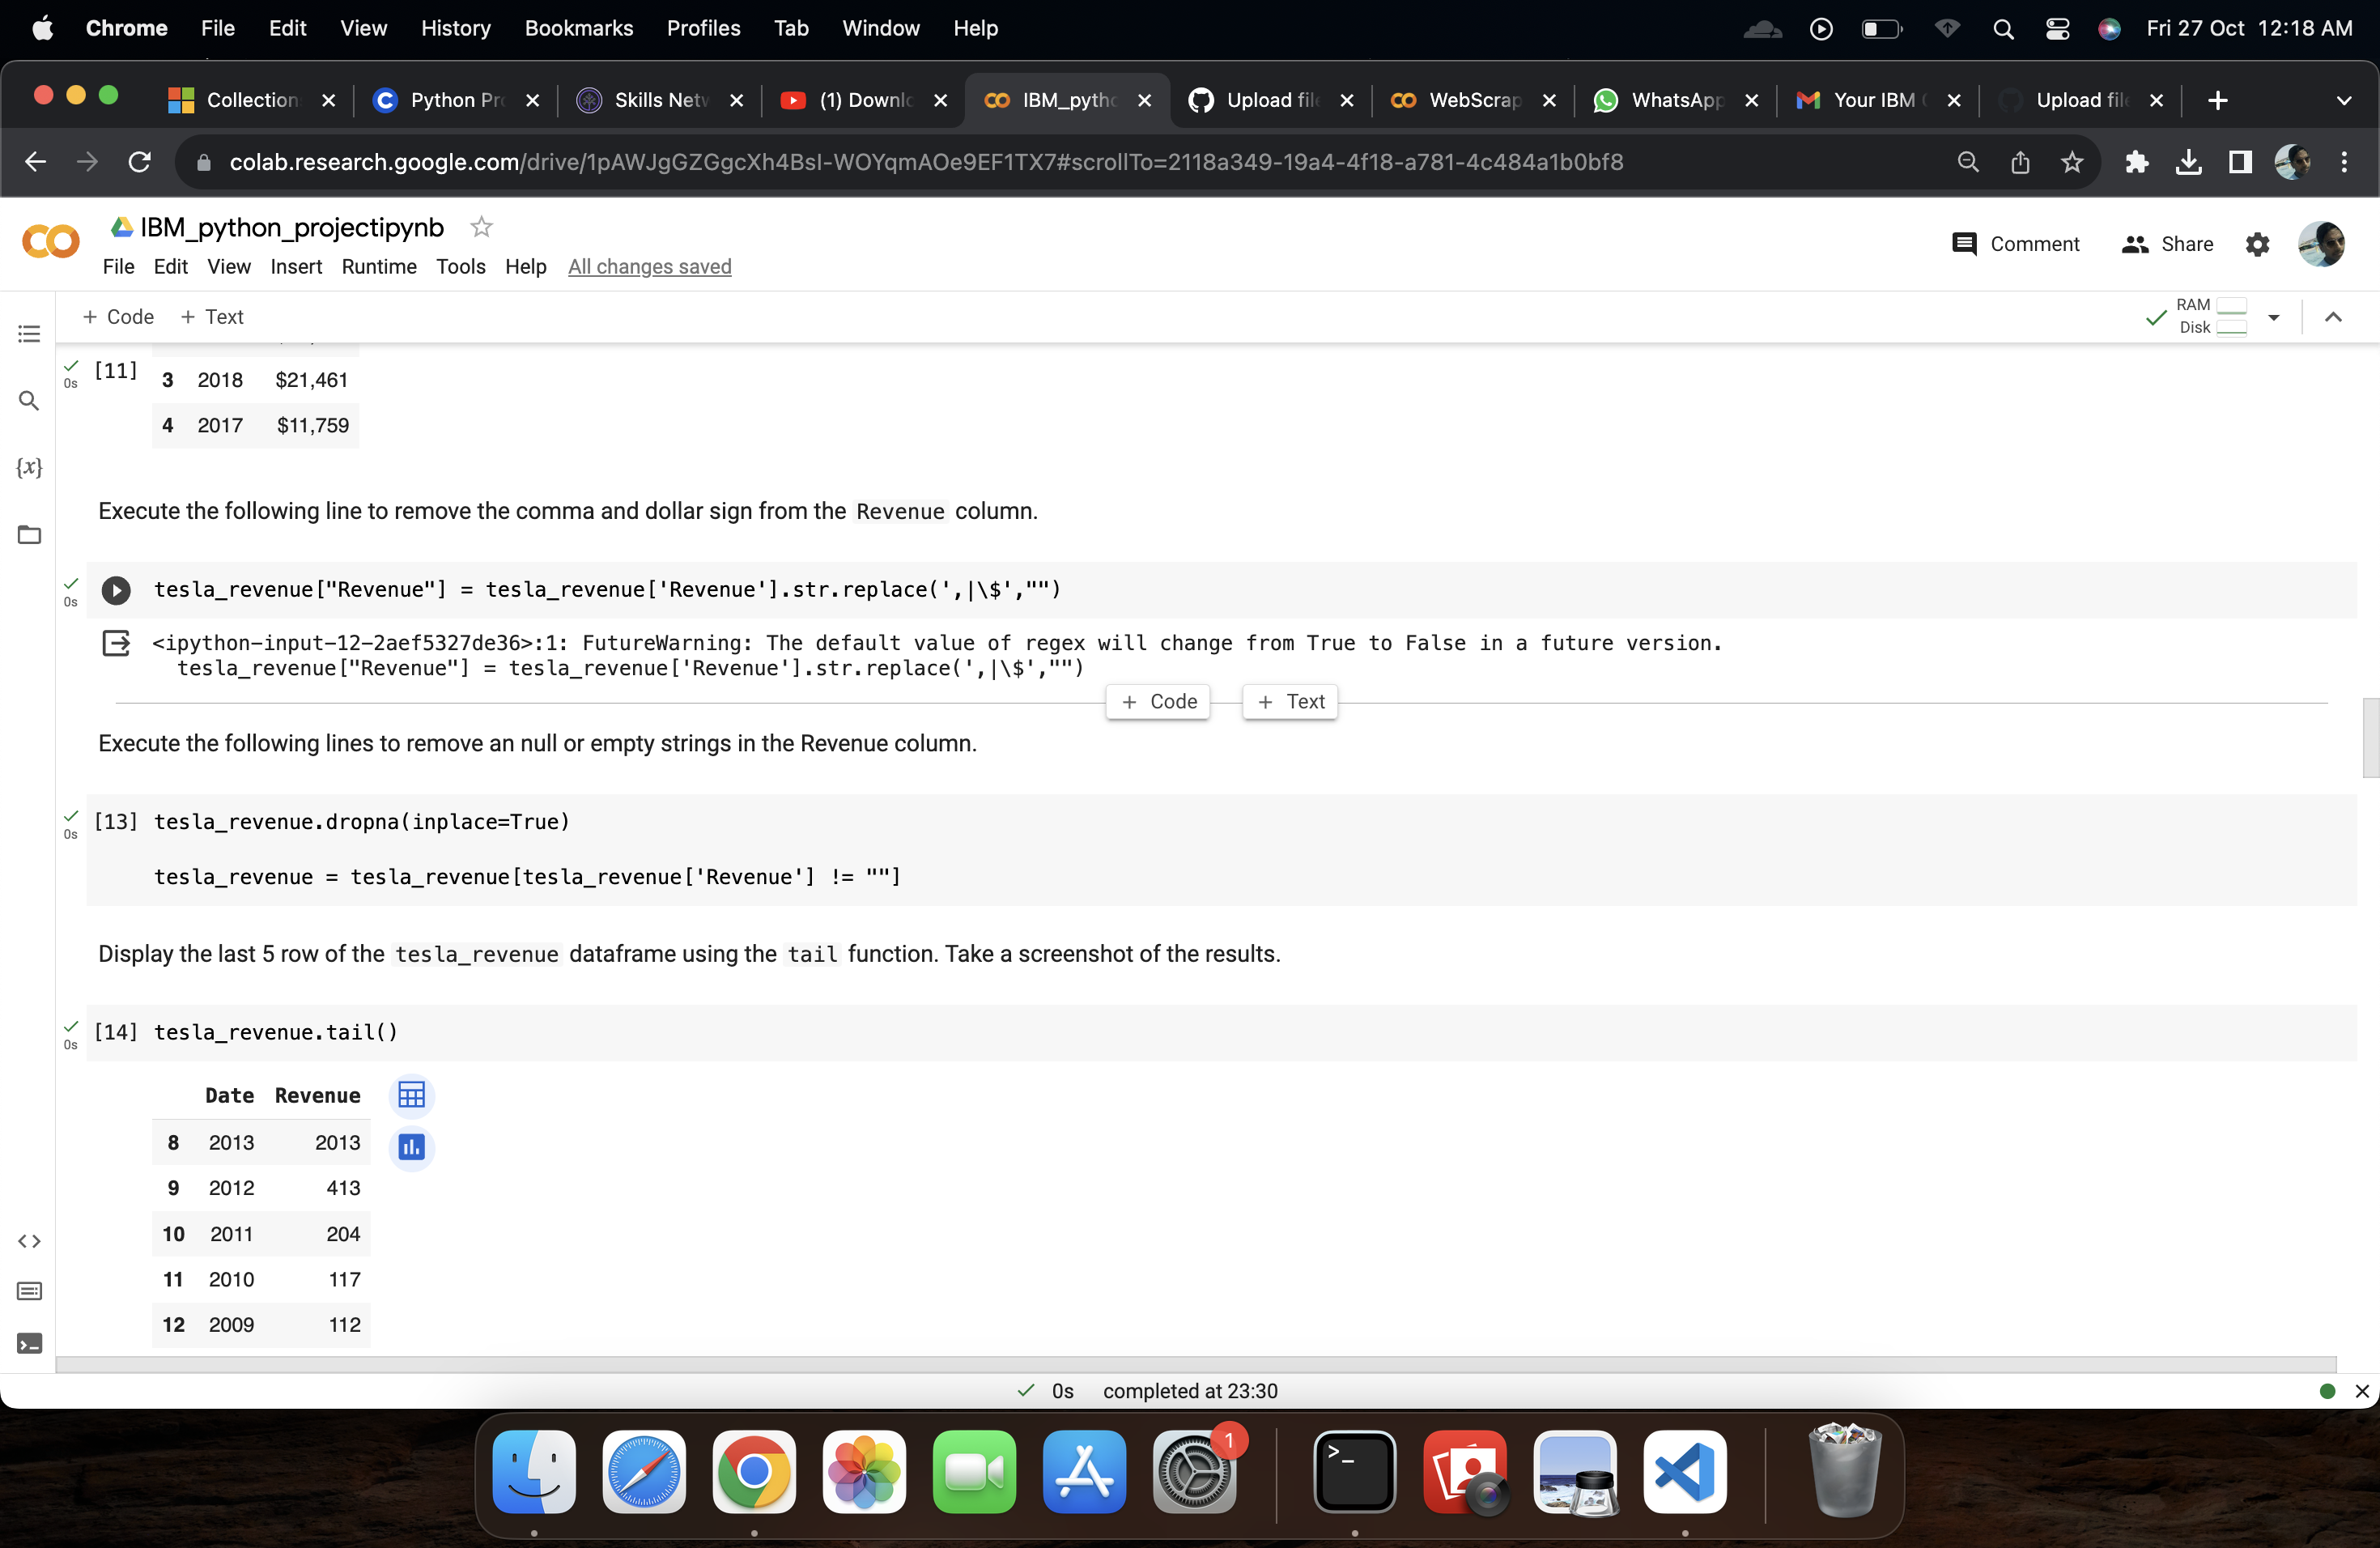 Chrome File Edit View History Bookmarks Profiles Tab Window Help Fri 27 Oct 12:18 AM
Collection Python Pro Skills Netw (1) Downlo IBM_pytho Upload file WebScrap WhatsApp Your IBM Upload file
colab.research.google.com/drive/1pAWJgGZGgcXh4BsI-WOYqmAOe9EF1TX7#scrollTo=2118a349-19a4-4f18-a781-4c484a1b0bf8
IBM_python_projectipynb
File Edit View Insert Runtime Tools Help All changes saved
Comment Share
+ Code + Text
RAM
Disk
[11] 3 2018 $21,461
0s
4 2017 $11,759
{x}
Execute the following line to remove the comma and dollar sign from the Revenue column.
tesla_revenue["Revenue"] = tesla_revenue['Revenue'].str.replace(',|\$',"")
0s
<ipython-input-12-2aef5327de36>:1: FutureWarning: The default value of regex will change from True to False in a future version.
tesla_revenue["Revenue"] = tesla_revenue['Revenue'].str.replace(',|\$',"")
+ Code + Text
Execute the following lines to remove an null or empty strings in the Revenue column.
[13] tesla_revenue.dropna(inplace=True)
0s
tesla_revenue = tesla_revenue[tesla_revenue['Revenue'] != ""]
Display the last 5 row of the tesla_revenue dataframe using the tail function. Take a screenshot of the results.
[14] tesla_revenue.tail()
0s
Date Revenue
8 2013 2013
9 2012 413
10 2011 204
11 2010 117
12 2009 112
0s completed at 23:30
1